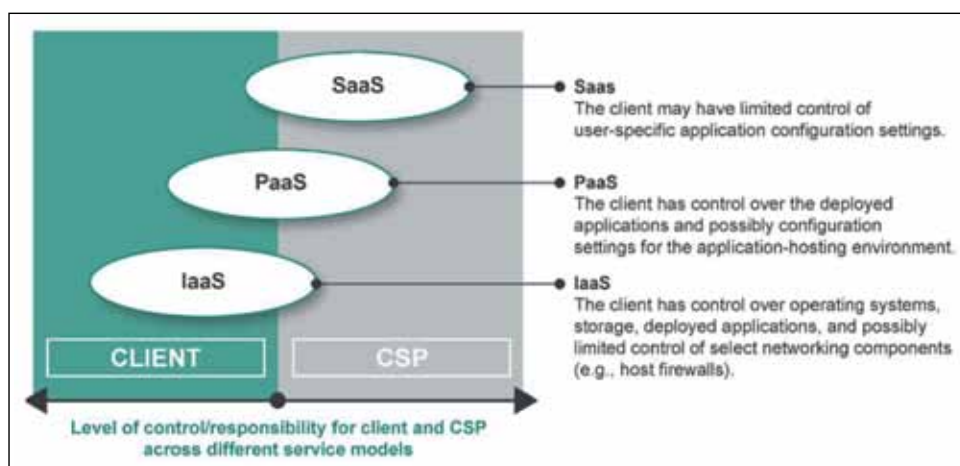 SaaS
PaaS
IaaS
CLIENT
CSP
Level of control/responsibility for client and CSP
across different service models
Saas
The client may have limited control of
user-specific application configuration settings.
PaaS
The client has control over the deployed
applications and possibly configuration
settings for the application-hosting environment.
IaaS
The client has control over operating systems,
storage, deployed applications, and possibly
limited control of select networking components
(e.g., host firewalls).